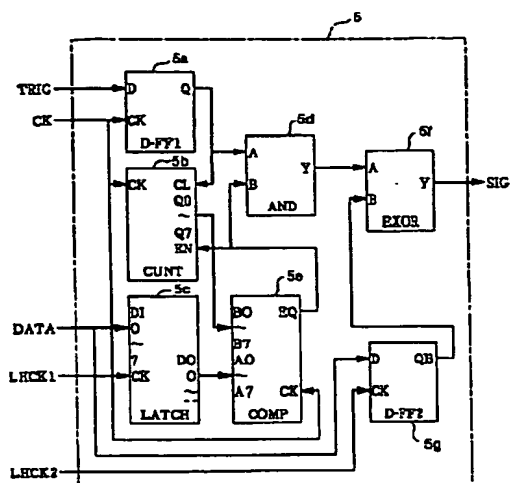 5
5a
TRIG
D
Q
CK
CK
D-FF1
5b
CK
CL
Q0
~
Q7
EN
CUNT
5d
A
Y
B
AND
5f
A
Y
B
EXOR
SIG
5c
DI
0
~
7
CK
DO
0
~
LATCH
5e
B0
EQ
~
B7
A0
~
A7
CK
COMP
DATA
LHCK1
LHCK2
D
QB
CK
D-FF2
5g